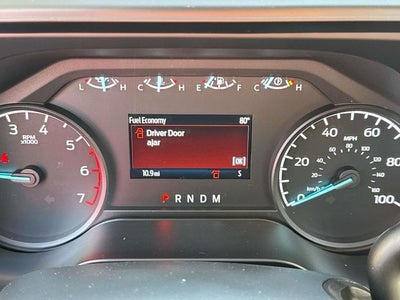 L H C H E F C H
Fuel Economy 80°
Driver Door
ajar
[OK]
10.9 mi S
P R N D M
3 4 5 6 7
RPM
x1000
0 20 40 60 80 100
MPH
km/h